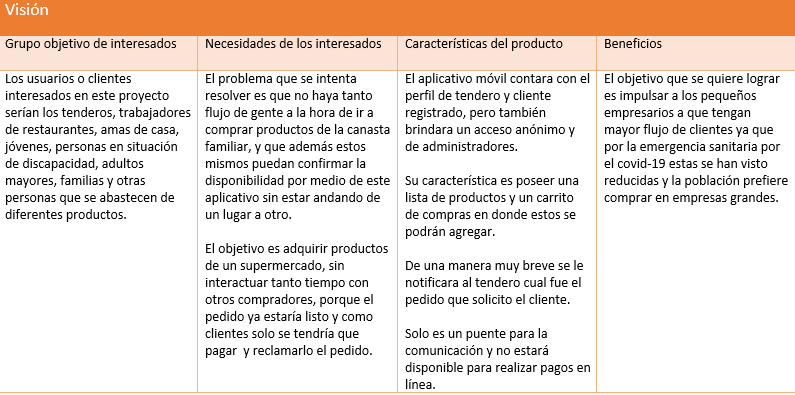 Visión
Grupo objetivo de interesados
Necesidades de los interesados
Características del producto
Beneficios
Los usuarios o clientes
interesados en este proyecto
serían los tenderos, trabajadores
de restaurantes, amas de casa,
jóvenes, personas en situación
de discapacidad, adultos
mayores, familias y otras
personas que se abastecen de
diferentes productos.
El problema que se intenta
resolver es que no haya tanto
flujo de gente a la hora de ir a
comprar productos de la canasta
familiar, y que además estos
mismos puedan confirmar la
disponibilidad por medio de este
aplicativo sin estar andando de
un lugar a otro.
El objetivo es adquirir productos
de un supermercado, sin
interactuar tanto tiempo con
otros compradores, porque el
pedido ya estaría listo y como
clientes solo se tendría que
pagar y reclamarlo el pedido.
El aplicativo móvil contara con el
perfil de tendero y cliente
registrado, pero también
brindara un acceso anónimo y
de administradores.
Su característica es poseer una
lista de productos y un carrito
de compras en donde estos se
podrán agregar.
De una manera muy breve se le
notificara al tendero cual fue el
pedido que solicito el cliente.
Solo es un puente para la
comunicación y no estará
disponible para realizar pagos en
línea.
El objetivo que se quiere lograr
es impulsar a los pequeños
empresarios a que tengan
mayor flujo de clientes ya que
por la emergencia sanitaria por
el covid-19 estas se han visto
reducidas y la población prefiere
comprar en empresas grandes.